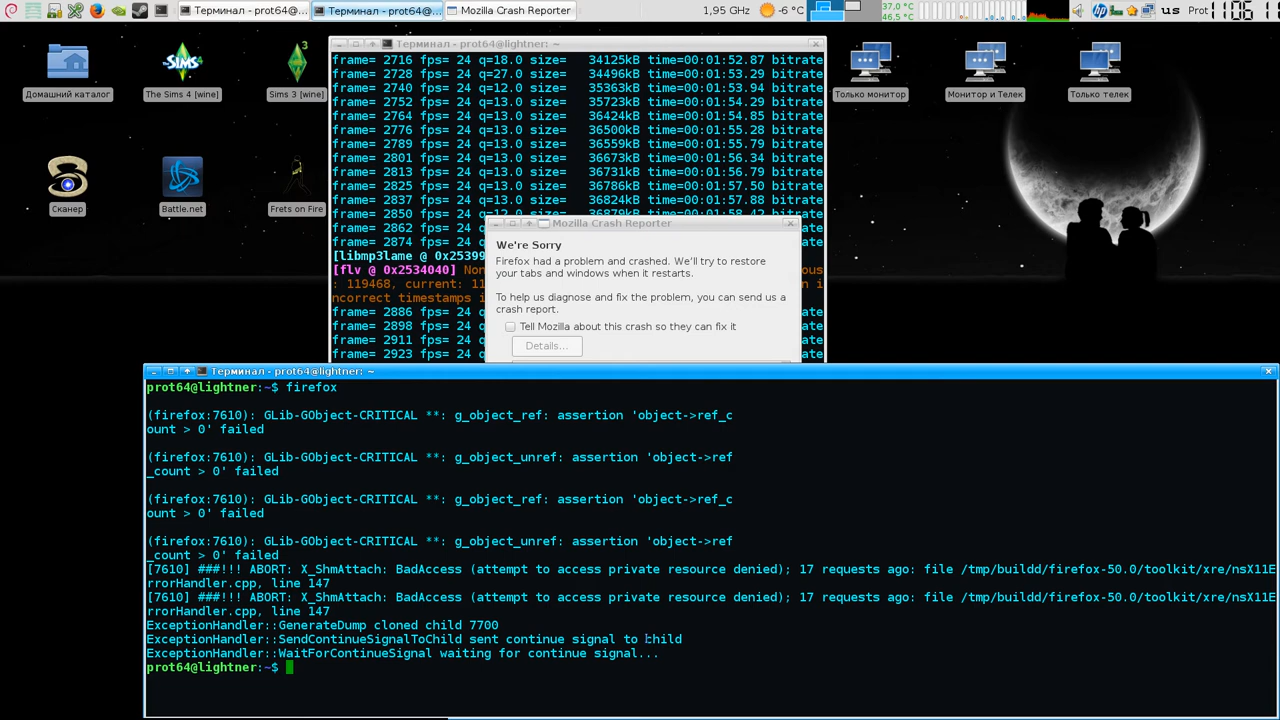 Терминал - prot64@lightner: ~
Терминал - prot64@lightner: ~
Mozilla Crash Reporter
1,95 GHz
-6 °C
37.0 °C
46.5 °C
us
Prot
11:06
Домашний каталог
The Sims 4 [wine]
Sims 3 [wine]
Сканер
Battle.net
Frets on Fire
Только монитор
Монитор и Телек
Только телек
Терминал - prot64@lightner: ~
frame= 2716 fps= 24 q=18.0 size=   34125kB time=00:01:52.87 bitrate
frame= 2728 fps= 24 q=27.0 size=   34496kB time=00:01:53.29 bitrate
frame= 2740 fps= 24 q=12.0 size=   35363kB time=00:01:53.94 bitrate
frame= 2752 fps= 24 q=13.0 size=   35723kB time=00:01:54.29 bitrate
frame= 2764 fps= 24 q=13.0 size=   36424kB time=00:01:54.85 bitrate
frame= 2776 fps= 24 q=13.0 size=   36500kB time=00:01:55.28 bitrate
frame= 2789 fps= 24 q=13.0 size=   36559kB time=00:01:55.79 bitrate
frame= 2801 fps= 24 q=13.0 size=   36673kB time=00:01:56.34 bitrate
frame= 2813 fps= 24 q=13.0 size=   36731kB time=00:01:56.79 bitrate
frame= 2825 fps= 24 q=13.0 size=   36786kB time=00:01:57.50 bitrate
frame= 2837 fps= 24 q=13.0 size=   36824kB time=00:01:57.88 bitrate
frame= 2850 fps= 24 q=12.0 size=   36879kB time=00:01:58.42 bitrate
frame= 2862 fps= 24 q
frame= 2874 fps= 24 q
[libmp3lame @ 0x25399
[flv @ 0x2534040] Non
: 119468, current: 11
ncorrect timestamps i
frame= 2886 fps= 24 q
frame= 2898 fps= 24 q
frame= 2911 fps= 24 q
frame= 2923 fps= 24 q
Mozilla Crash Reporter
We're Sorry
Firefox had a problem and crashed. We'll try to restore
your tabs and windows when it restarts.
To help us diagnose and fix the problem, you can send us a
crash report.
Tell Mozilla about this crash so they can fix it
Details...
Терминал - prot64@lightner: ~
prot64@lightner:~$ firefox
(firefox:7610): GLib-GObject-CRITICAL **: g_object_ref: assertion 'object->ref_c
ount > 0' failed
(firefox:7610): GLib-GObject-CRITICAL **: g_object_unref: assertion 'object->ref
_count > 0' failed
(firefox:7610): GLib-GObject-CRITICAL **: g_object_ref: assertion 'object->ref_c
ount > 0' failed
(firefox:7610): GLib-GObject-CRITICAL **: g_object_unref: assertion 'object->ref
_count > 0' failed
[7610] ###!!! ABORT: X_ShmAttach: BadAccess (attempt to access private resource denied); 17 requests ago: file /tmp/buildd/firefox-50.0/toolkit/xre/nsX11E
rrorHandler.cpp, line 147
[7610] ###!!! ABORT: X_ShmAttach: BadAccess (attempt to access private resource denied); 17 requests ago: file /tmp/buildd/firefox-50.0/toolkit/xre/nsX11E
rrorHandler.cpp, line 147
ExceptionHandler::GenerateDump cloned child 7700
ExceptionHandler::SendContinueSignalToChild sent continue signal to child
ExceptionHandler::WaitForContinueSignal waiting for continue signal...
prot64@lightner:~$